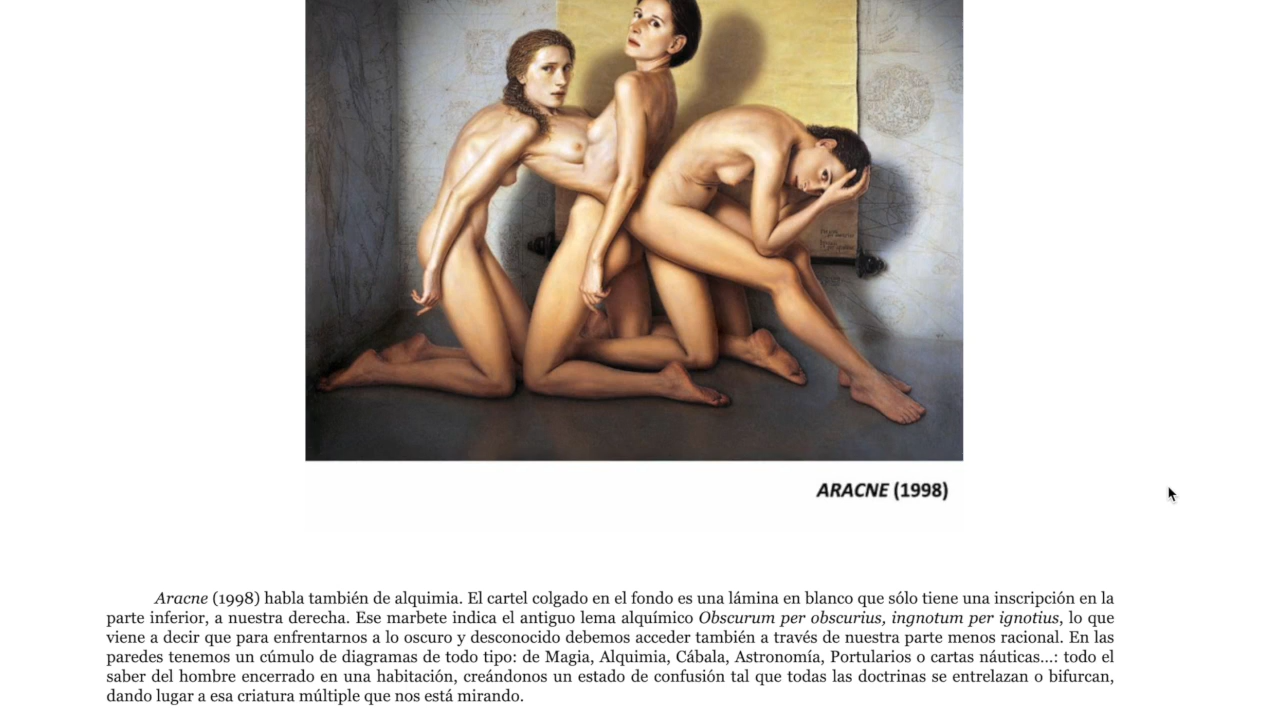 ARACNE (1998)
Aracne (1998) habla también de alquimia. El cartel colgado en el fondo es una lámina en blanco que sólo tiene una inscripción en la
parte inferior, a nuestra derecha. Ese marbete indica el antiguo lema alquímico Obscurum per obscurius, ingnotum per ignotius, lo que
viene a decir que para enfrentarnos a lo oscuro y desconocido debemos acceder también a través de nuestra parte menos racional. En las
paredes tenemos un cúmulo de diagramas de todo tipo: de Magia, Alquimia, Cábala, Astronomía, Portularios o cartas náuticas...: todo el
saber del hombre encerrado en una habitación, creándonos un estado de confusión tal que todas las doctrinas se entrelazan o bifurcan,
dando lugar a esa criatura múltiple que nos está mirando.